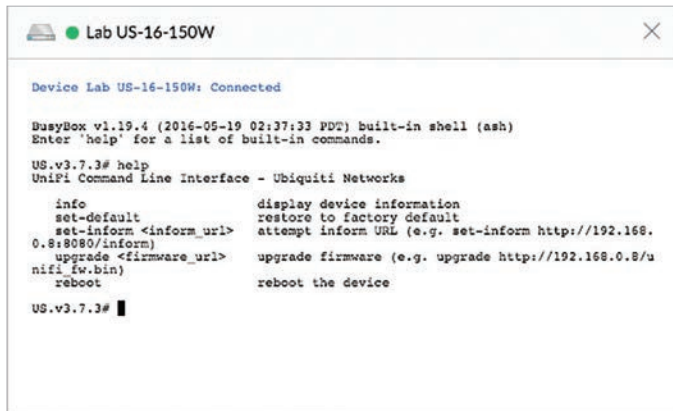 Lab US-16-150W
Device Lab US-16-150W: Connected
BusyBox v1.19.4 (2016-05-19 02:37:33 PDT) built-in shell (ash)
Enter 'help' for a list of built-in commands.
US.v3.7.3# help
UniFi Command Line Interface - Ubiquiti Networks
info display device information
set-default restore to factory default
set-inform <inform_url> attempt inform URL (e.g. set-inform http://192.168.
0.8:8080/inform)
upgrade <firmware_url> upgrade firmware (e.g. upgrade http://192.168.0.8/u
nifi_fw.bin)
reboot reboot the device
US.v3.7.3#